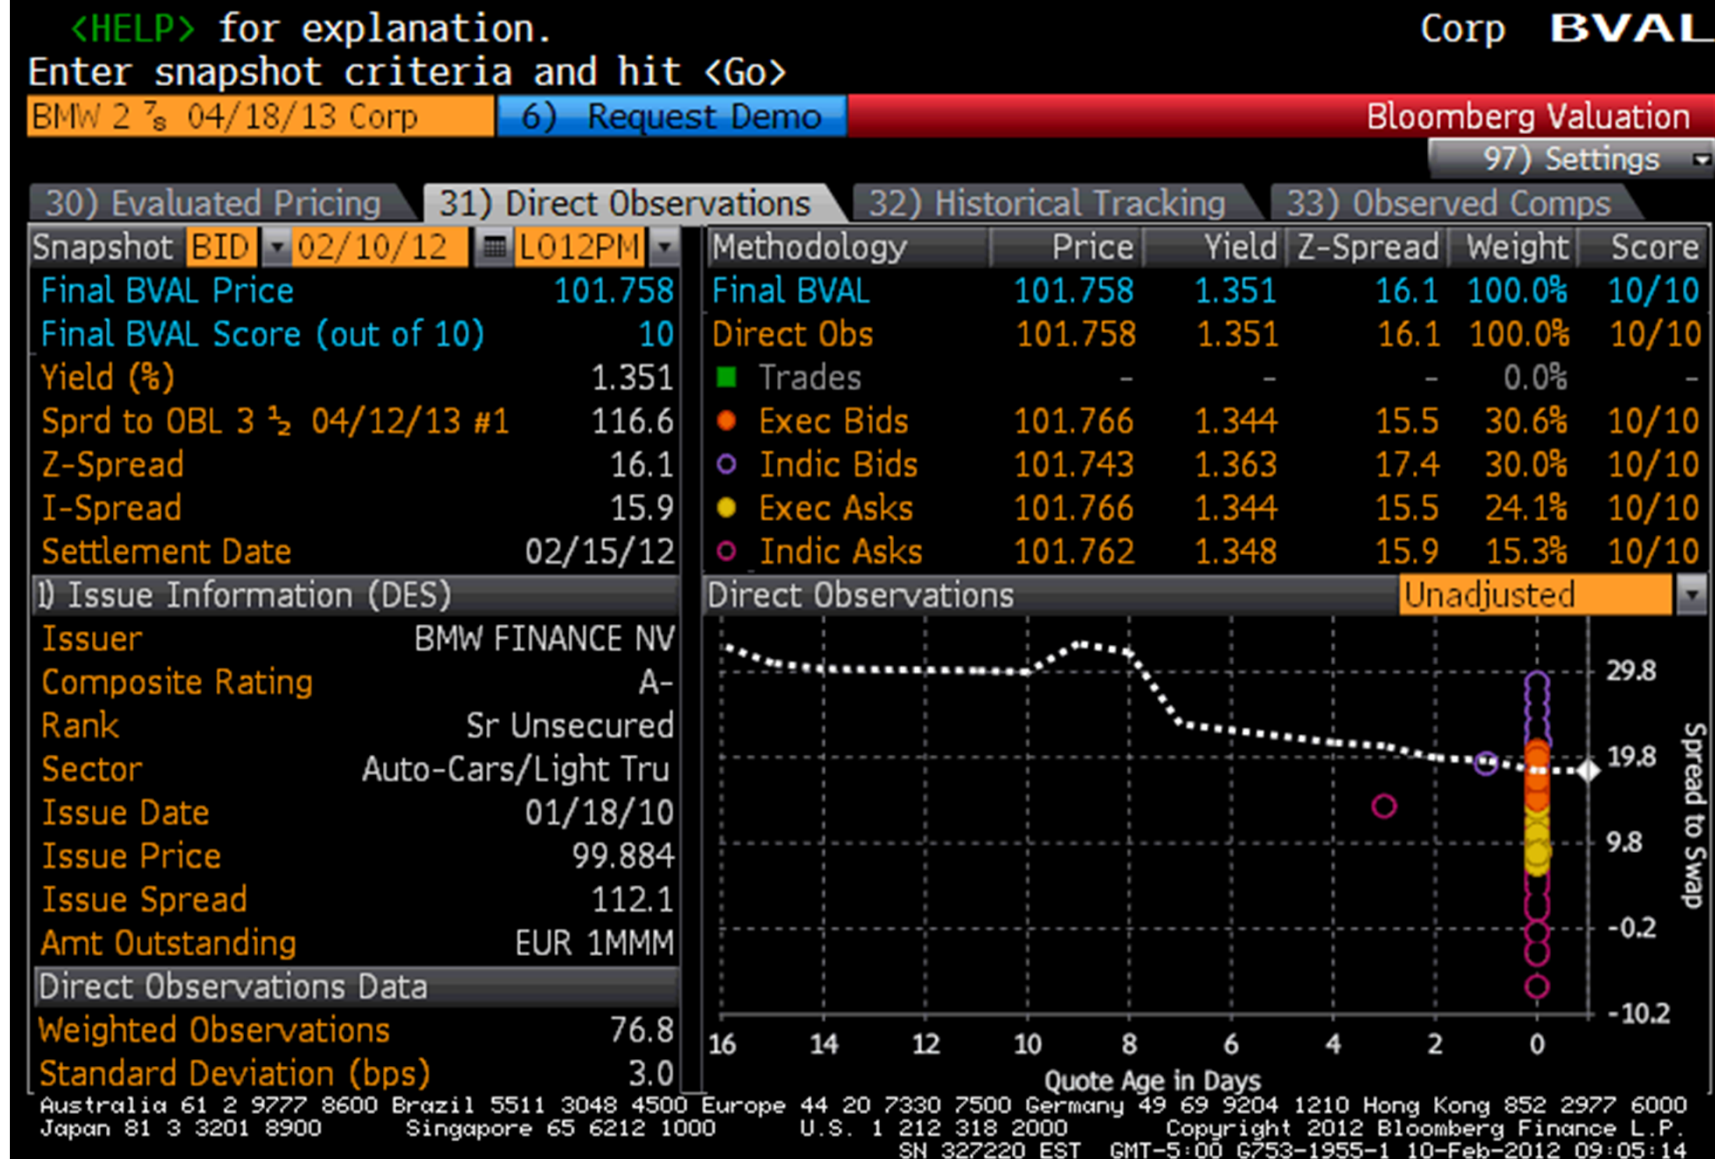 <HELP> for explanation. Corp BVAL
Enter snapshot criteria and hit <Go>
BMW 2 ⅞ 04/18/13 Corp 6) Request Demo Bloomberg Valuation
97) Settings
30) Evaluated Pricing 31) Direct Observations 32) Historical Tracking 33) Observed Comps
Snapshot BID 02/10/12 LO12PM
Final BVAL Price 101.758
Final BVAL Score (out of 10) 10
Yield (%) 1.351
Sprd to OBL 3 ½ 04/12/13 #1 116.6
Z-Spread 16.1
I-Spread 15.9
Settlement Date 02/15/12
1) Issue Information (DES)
Issuer BMW FINANCE NV
Composite Rating A-
Rank Sr Unsecured
Sector Auto-Cars/Light Tru
Issue Date 01/18/10
Issue Price 99.884
Issue Spread 112.1
Amt Outstanding EUR 1MMM
Direct Observations Data
Weighted Observations 76.8
Standard Deviation (bps) 3.0
Methodology Price Yield Z-Spread Weight Score
Final BVAL 101.758 1.351 16.1 100.0% 10/10
Direct Obs 101.758 1.351 16.1 100.0% 10/10
Trades - - - 0.0% -
Exec Bids 101.766 1.344 15.5 30.6% 10/10
Indic Bids 101.743 1.363 17.4 30.0% 10/10
Exec Asks 101.766 1.344 15.5 24.1% 10/10
Indic Asks 101.762 1.348 15.9 15.3% 10/10
Direct Observations Unadjusted
29.8
19.8
9.8
-0.2
-10.2
Spread to Swap
16 14 12 10 8 6 4 2 0
Quote Age in Days
Australia 61 2 9777 8600 Brazil 5511 3048 4500 Europe 44 20 7330 7500 Germany 49 69 9204 1210 Hong Kong 852 2977 6000
Japan 81 3 3201 8900 Singapore 65 6212 1000 U.S. 1 212 318 2000 Copyright 2012 Bloomberg Finance L.P.
SN 327220 EST GMT-5:00 G753-1955-1 10-Feb-2012 09:05:14